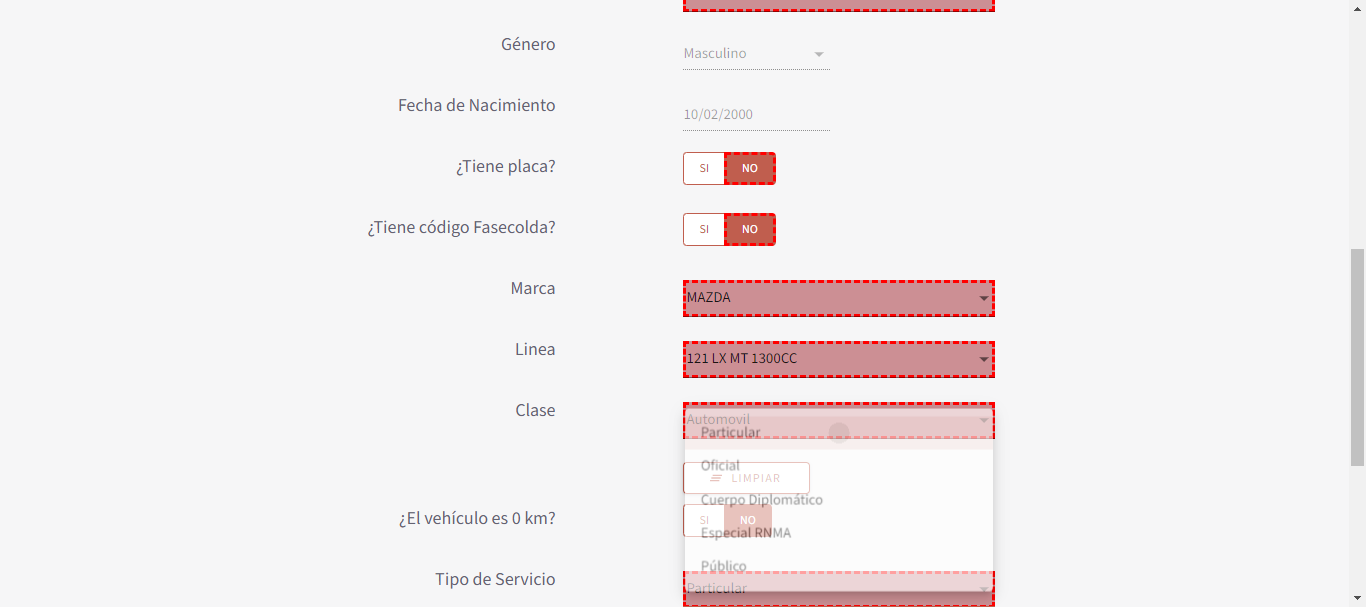 Género
Masculino
Fecha de Nacimiento
10/02/2000
¿Tiene placa?
SI NO
¿Tiene código Fasecolda?
SI NO
Marca
MAZDA
Linea
121 LX MT 1300CC
Clase
Automovil
Particular
Oficial
LIMPIAR
Cuerpo Diplomático
¿El vehículo es 0 km?
SI NO
Especial RNMA
Público
Tipo de Servicio
Particular